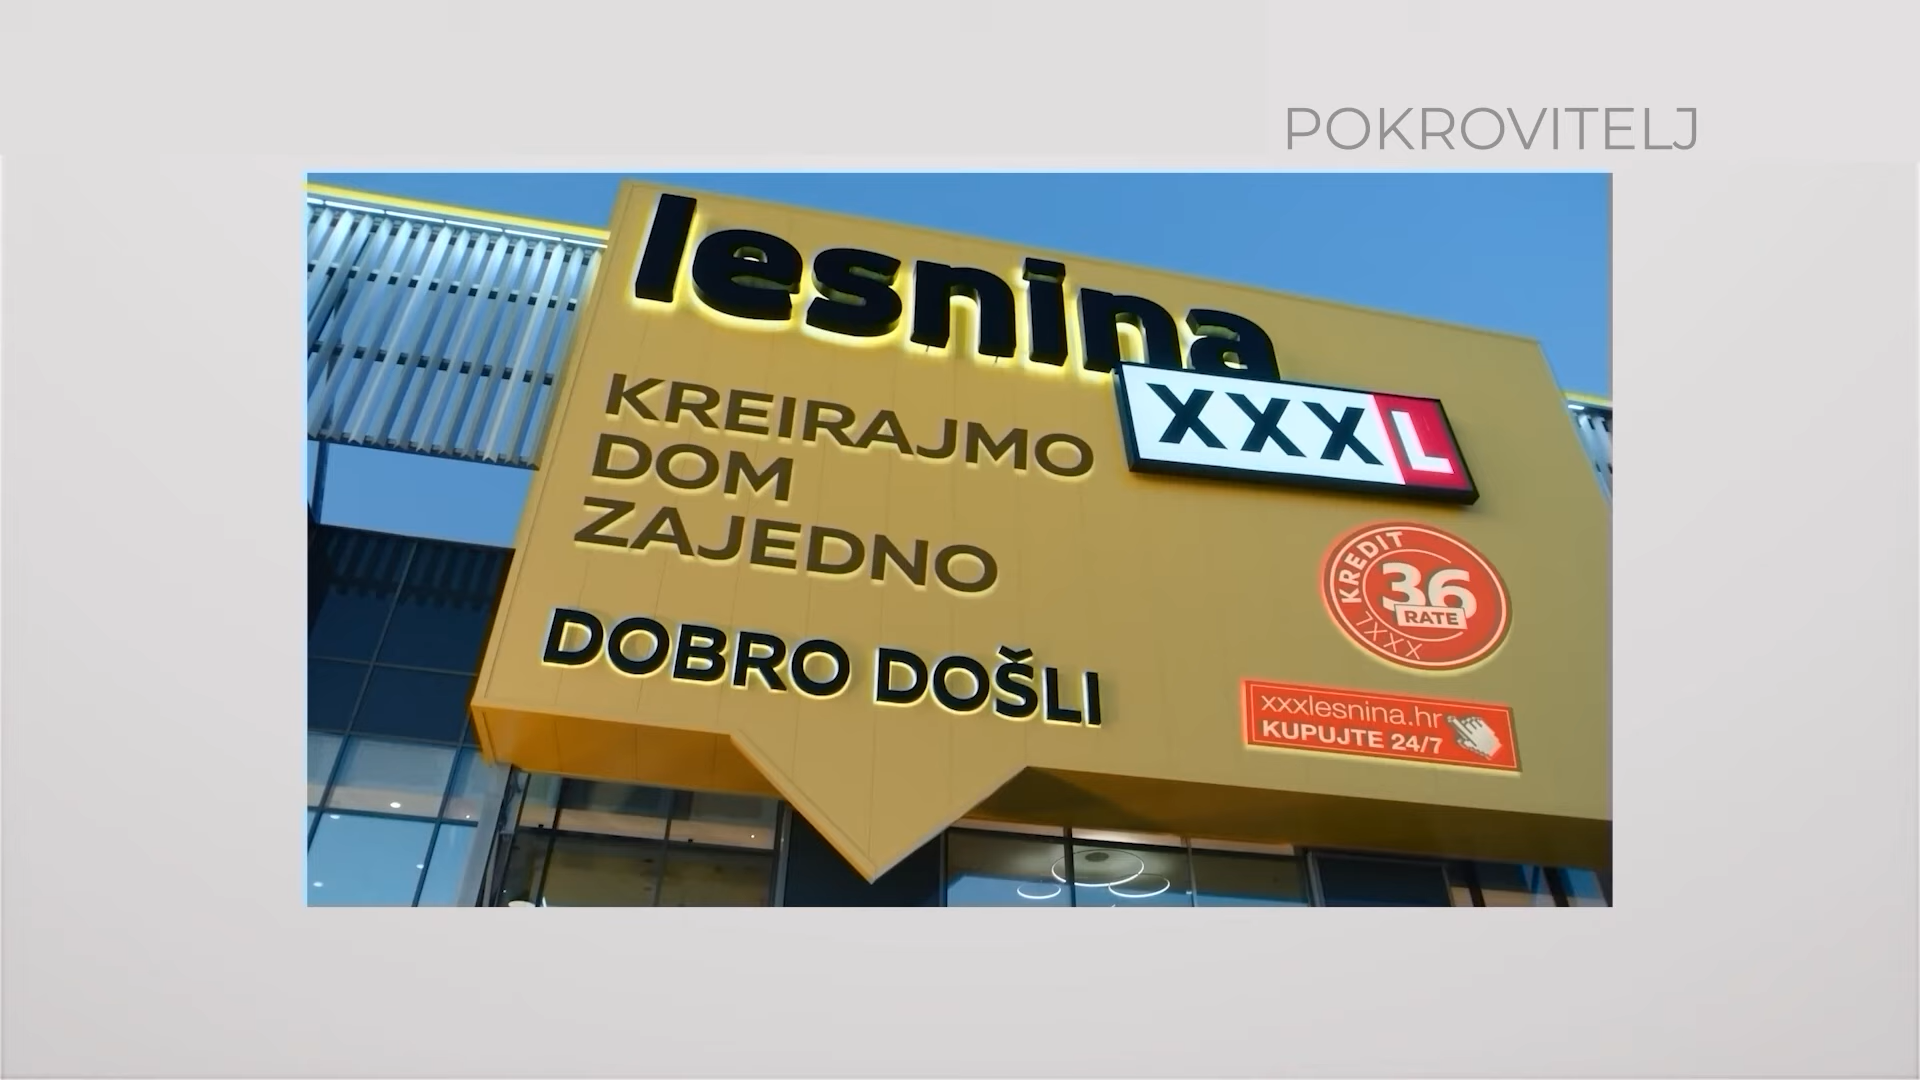 POKROVITELJ
lesnina
XXXL
KREIRAJMO
DOM
ZAJEDNO
DOBRO DOŠLI
KREDIT
36
RATE
XXXL
xxxlesnina.hr
KUPUJTE 24/7